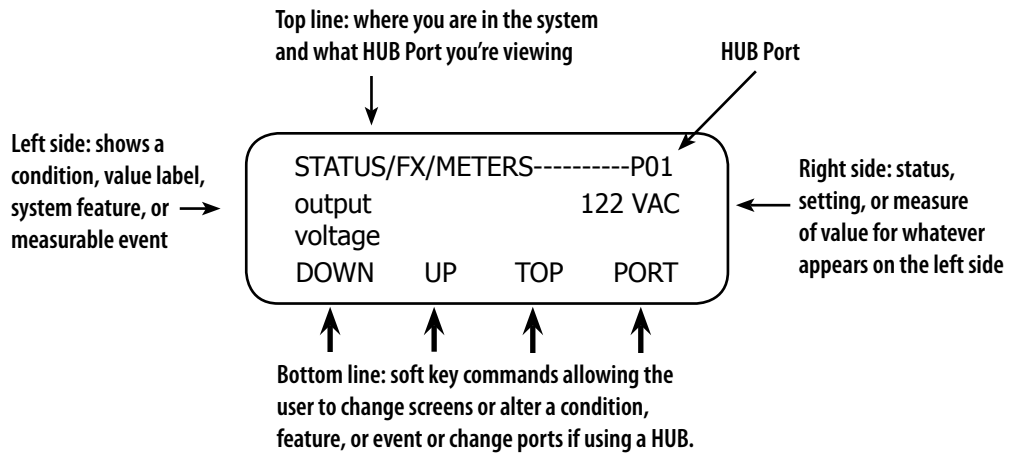 Top line: where you are in the system
and what HUB Port you're viewing
HUB Port
Left side: shows a
condition, value label,
system feature, or
measurable event
STATUS/FX/METERS----------P01
output 122 VAC
voltage
DOWN UP TOP PORT
Right side: status,
setting, or measure
of value for whatever
appears on the left side
Bottom line: soft key commands allowing the
user to change screens or alter a condition,
feature, or event or change ports if using a HUB.